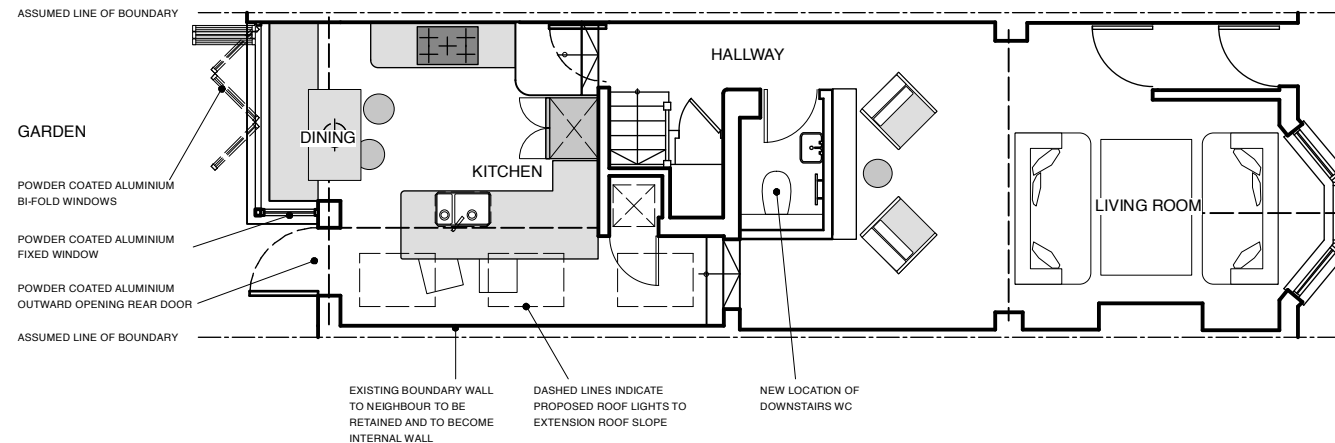 ASSUMED LINE OF BOUNDARY
HALLWAY
GARDEN
DINING
KITCHEN
POWDER COATED ALUMINIUM
BI-FOLD WINDOWS
LIVING ROOM
POWDER COATED ALUMINIUM
FIXED WINDOW
POWDER COATED ALUMINIUM
OUTWARD OPENING REAR DOOR
ASSUMED LINE OF BOUNDARY
EXISTING BOUNDARY WALL
TO NEIGHBOUR TO BE
RETAINED AND TO BECOME
INTERNAL WALL
DASHED LINES INDICATE
PROPOSED ROOF LIGHTS TO
EXTENSION ROOF SLOPE
NEW LOCATION OF
DOWNSTAIRS WC